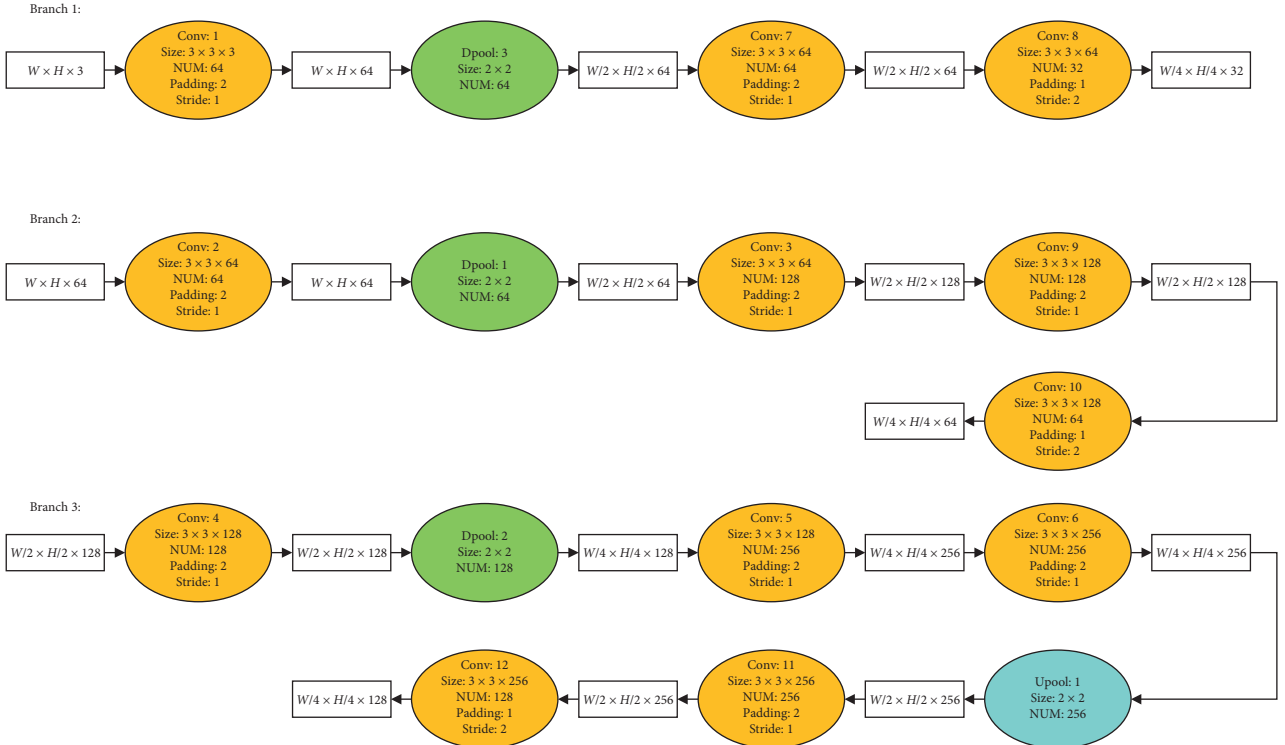 Branch 1:
W × H × 3
Conv: 1
Size: 3 × 3 × 3
NUM: 64
Padding: 2
Stride: 1
W × H × 64
Dpool: 3
Size: 2 × 2
NUM: 64
W/2 × H/2 × 64
Conv: 7
Size: 3 × 3 × 64
NUM: 64
Padding: 2
Stride: 1
W/2 × H/2 × 64
Conv: 8
Size: 3 × 3 × 64
NUM: 32
Padding: 1
Stride: 2
W/4 × H/4 × 32
Branch 2:
W × H × 64
Conv: 2
Size: 3 × 3 × 64
NUM: 64
Padding: 2
Stride: 1
W × H × 64
Dpool: 1
Size: 2 × 2
NUM: 64
W/2 × H/2 × 64
Conv: 3
Size: 3 × 3 × 64
NUM: 128
Padding: 2
Stride: 1
W/2 × H/2 × 128
Conv: 9
Size: 3 × 3 × 128
NUM: 128
Padding: 2
Stride: 1
W/2 × H/2 × 128
Conv: 10
Size: 3 × 3 × 128
NUM: 64
Padding: 1
Stride: 2
W/4 × H/4 × 64
Branch 3:
W/2 × H/2 × 128
Conv: 4
Size: 3 × 3 × 128
NUM: 128
Padding: 2
Stride: 1
W/2 × H/2 × 128
Dpool: 2
Size: 2 × 2
NUM: 128
W/4 × H/4 × 128
Conv: 5
Size: 3 × 3 × 128
NUM: 256
Padding: 2
Stride: 1
W/4 × H/4 × 256
Conv: 6
Size: 3 × 3 × 256
NUM: 256
Padding: 2
Stride: 1
W/4 × H/4 × 256
Upool: 1
Size: 2 × 2
NUM: 256
W/2 × H/2 × 256
Conv: 11
Size: 3 × 3 × 256
NUM: 256
Padding: 2
Stride: 1
W/2 × H/2 × 256
Conv: 12
Size: 3 × 3 × 256
NUM: 128
Padding: 1
Stride: 2
W/4 × H/4 × 128